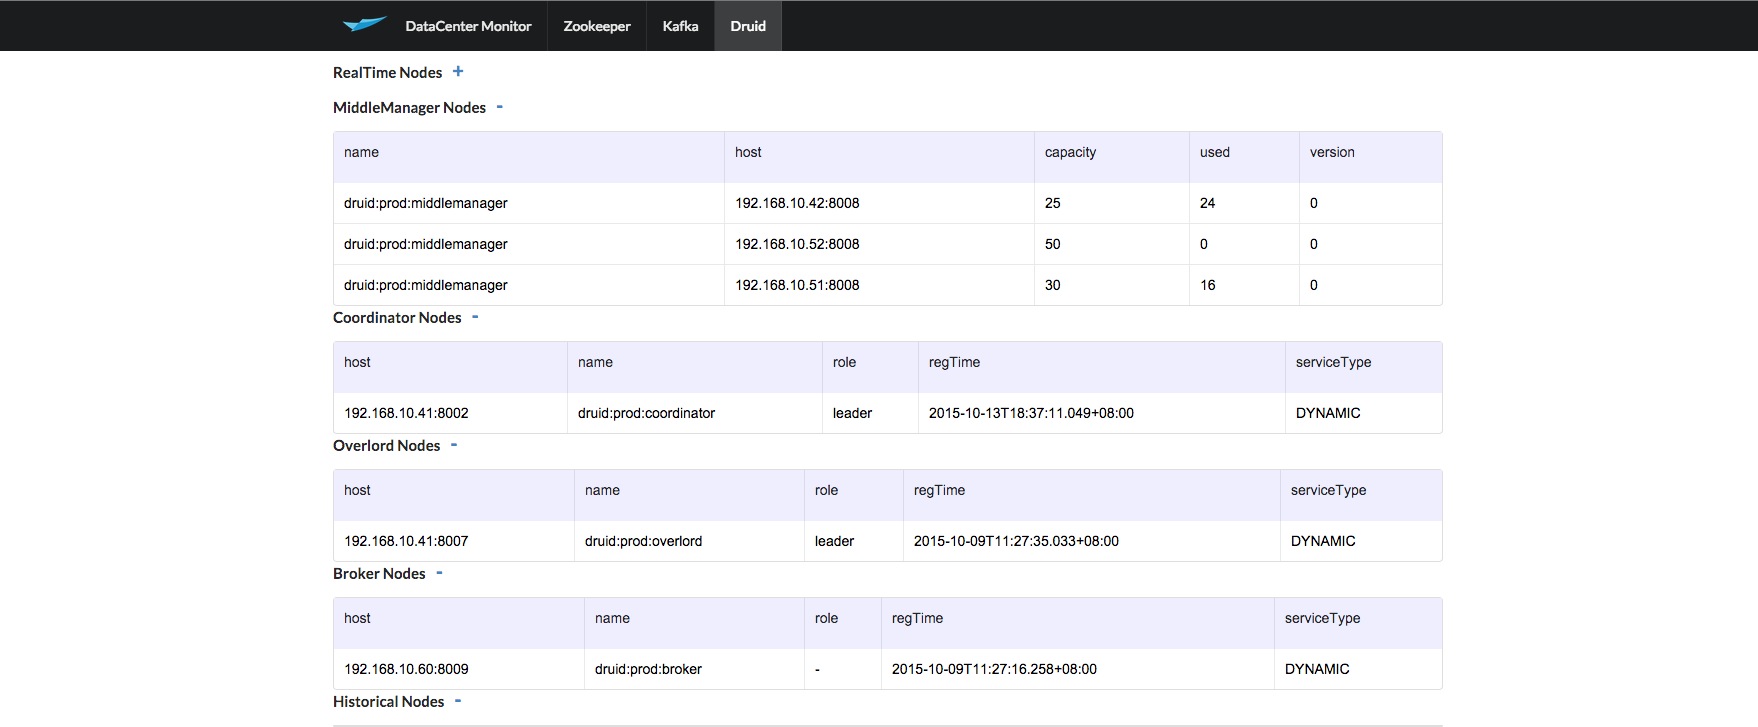 DataCenter Monitor Zookeeper Kafka Druid
RealTime Nodes +
MiddleManager Nodes -
name host capacity used version
druid:prod:middlemanager 192.168.10.42:8008 25 24 0
druid:prod:middlemanager 192.168.10.52:8008 50 0 0
druid:prod:middlemanager 192.168.10.51:8008 30 16 0
Coordinator Nodes -
host name role regTime serviceType
192.168.10.41:8002 druid:prod:coordinator leader 2015-10-13T18:37:11.049+08:00 DYNAMIC
Overlord Nodes -
host name role regTime serviceType
192.168.10.41:8007 druid:prod:overlord leader 2015-10-09T11:27:35.033+08:00 DYNAMIC
Broker Nodes -
host name role regTime serviceType
192.168.10.60:8009 druid:prod:broker - 2015-10-09T11:27:16.258+08:00 DYNAMIC
Historical Nodes -